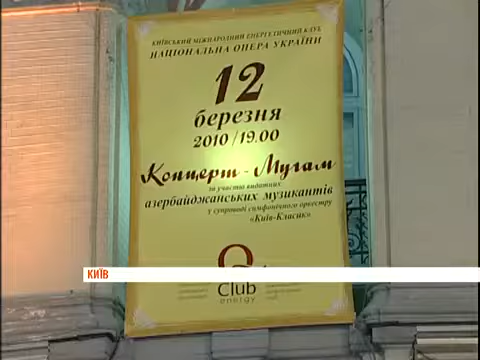 КИЇВСЬКИЙ МІЖНАРОДНИЙ ЕНЕРГЕТИЧНИЙ КЛУБ
НАЦІОНАЛЬНА ОПЕРА УКРАЇНИ
12
березня
2010 /19.00
Концерт - Мугам
за участю видатних
азербайджанських музикантів
у супроводі симфонічного оркестру
«Київ-Класик»
КИЇВ
Club
energy